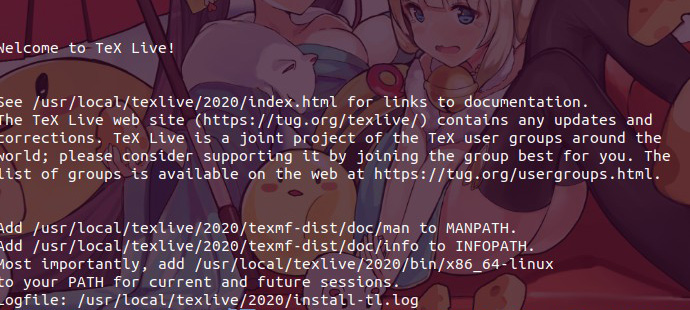 Welcome to TeX Live!
See /usr/local/texlive/2020/index.html for links to documentation.
The TeX Live web site (https://tug.org/texlive/) contains any updates and
corrections. TeX Live is a joint project of the TeX user groups around the
world; please consider supporting it by joining the group best for you. The
list of groups is available on the web at https://tug.org/usergroups.html.
Add /usr/local/texlive/2020/texmf-dist/doc/man to MANPATH.
Add /usr/local/texlive/2020/texmf-dist/doc/info to INFOPATH.
Most importantly, add /usr/local/texlive/2020/bin/x86_64-linux
to your PATH for current and future sessions.
Logfile: /usr/local/texlive/2020/install-tl.log